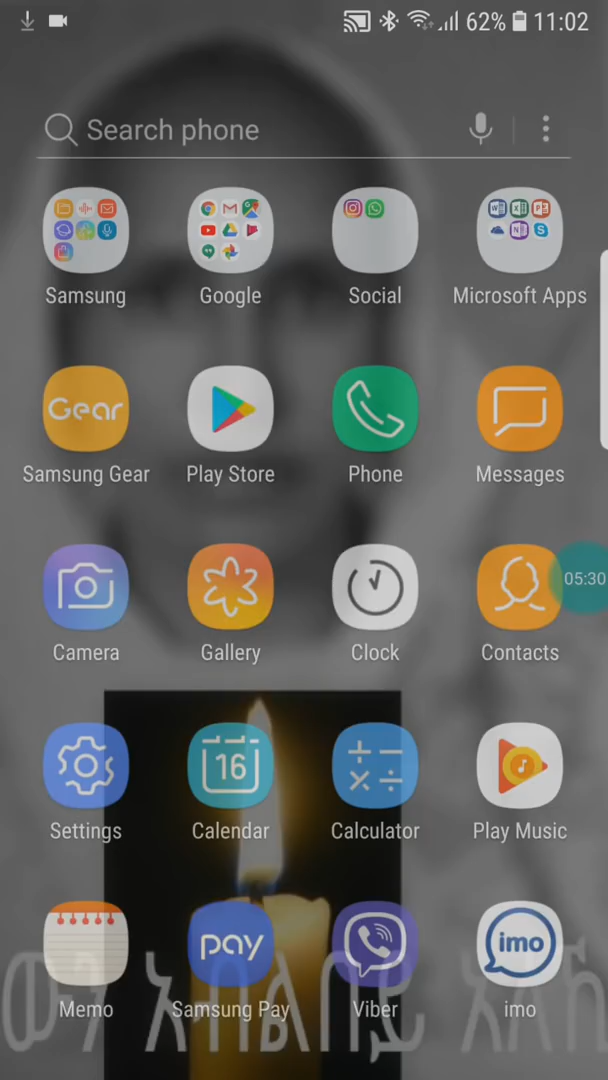 62% 11:02
Search phone
Samsung Google Social Microsoft Apps
Gear
Samsung Gear Play Store Phone Messages
05:30
Camera Gallery Clock Contacts
16
Settings Calendar Calculator Play Music
pay imo
Memo Samsung Pay Viber imo